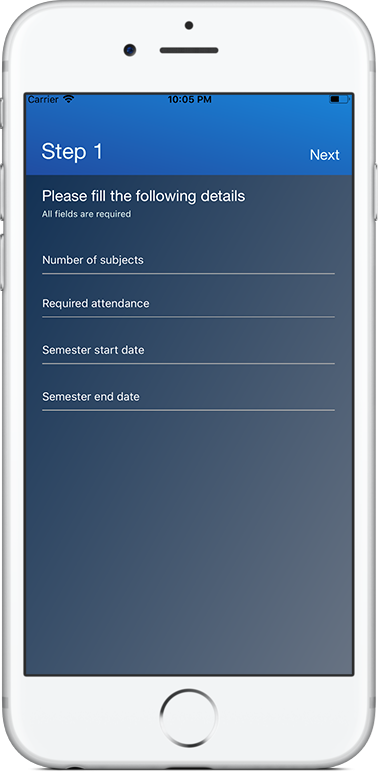 Carrier 10:05 PM
Step 1
Next
Please fill the following details
All fields are required
Number of subjects
Required attendance
Semester start date
Semester end date